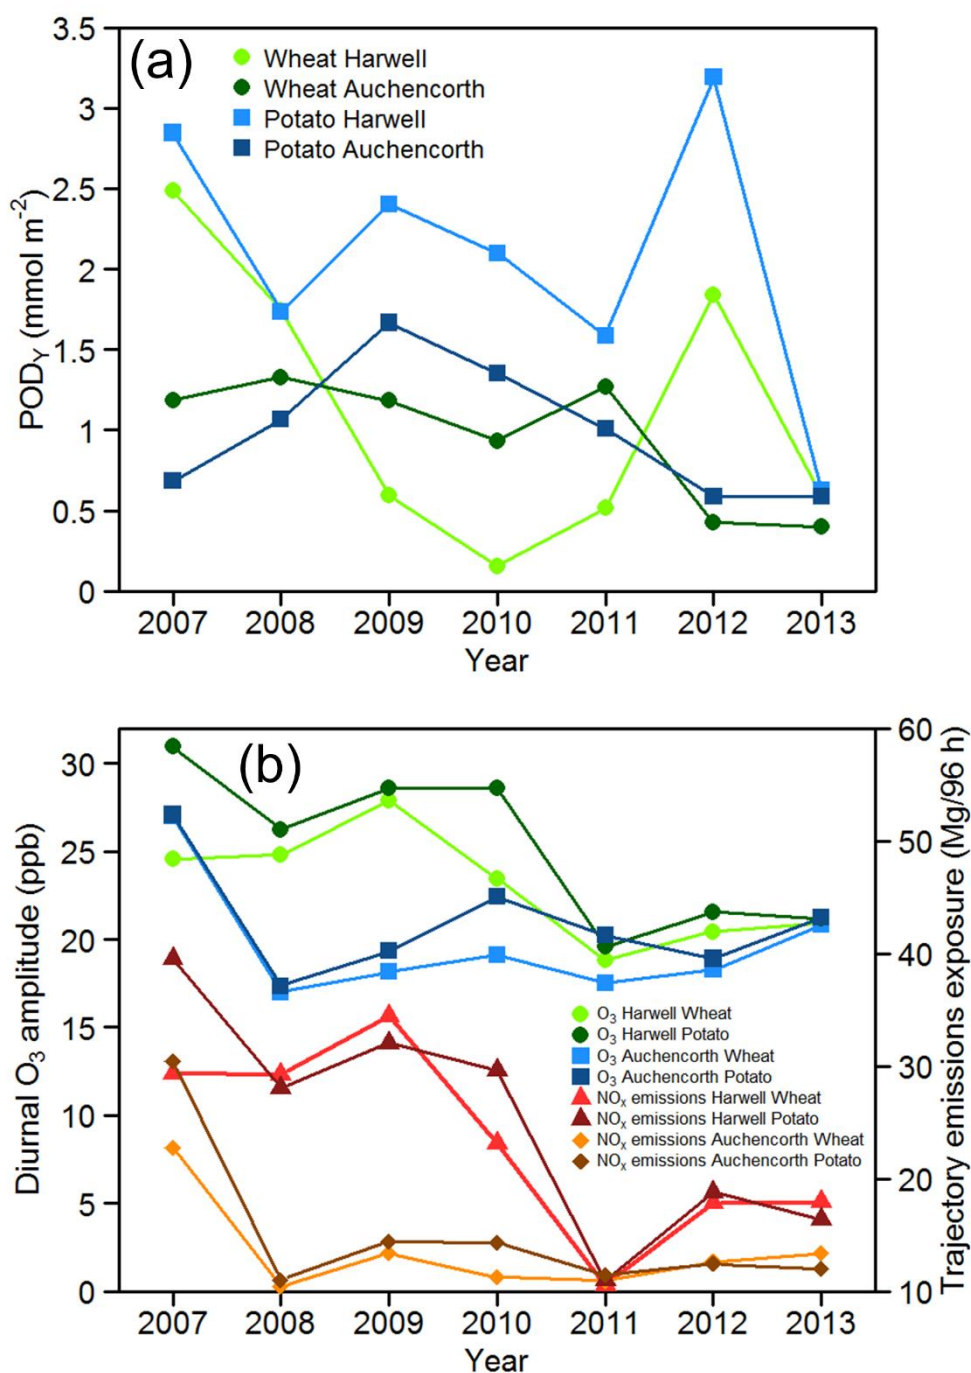 (a)
Wheat Harwell
Wheat Auchencorth
Potato Harwell
Potato Auchencorth
POD_Y (mmol m⁻²)
3.5
3
2.5
2
1.5
1
0.5
0
2007 2008 2009 2010 2011 2012 2013
Year
(b)
Diurnal O₃ amplitude (ppb)
30
25
20
15
10
5
0
O₃ Harwell Wheat
O₃ Harwell Potato
O₃ Auchencorth Wheat
O₃ Auchencorth Potato
NOₓ emissions Harwell Wheat
NOₓ emissions Harwell Potato
NOₓ emissions Auchencorth Wheat
NOₓ emissions Auchencorth Potato
60
50
40
30
20
10
Trajectory emissions exposure (Mg/96 h)
2007 2008 2009 2010 2011 2012 2013
Year